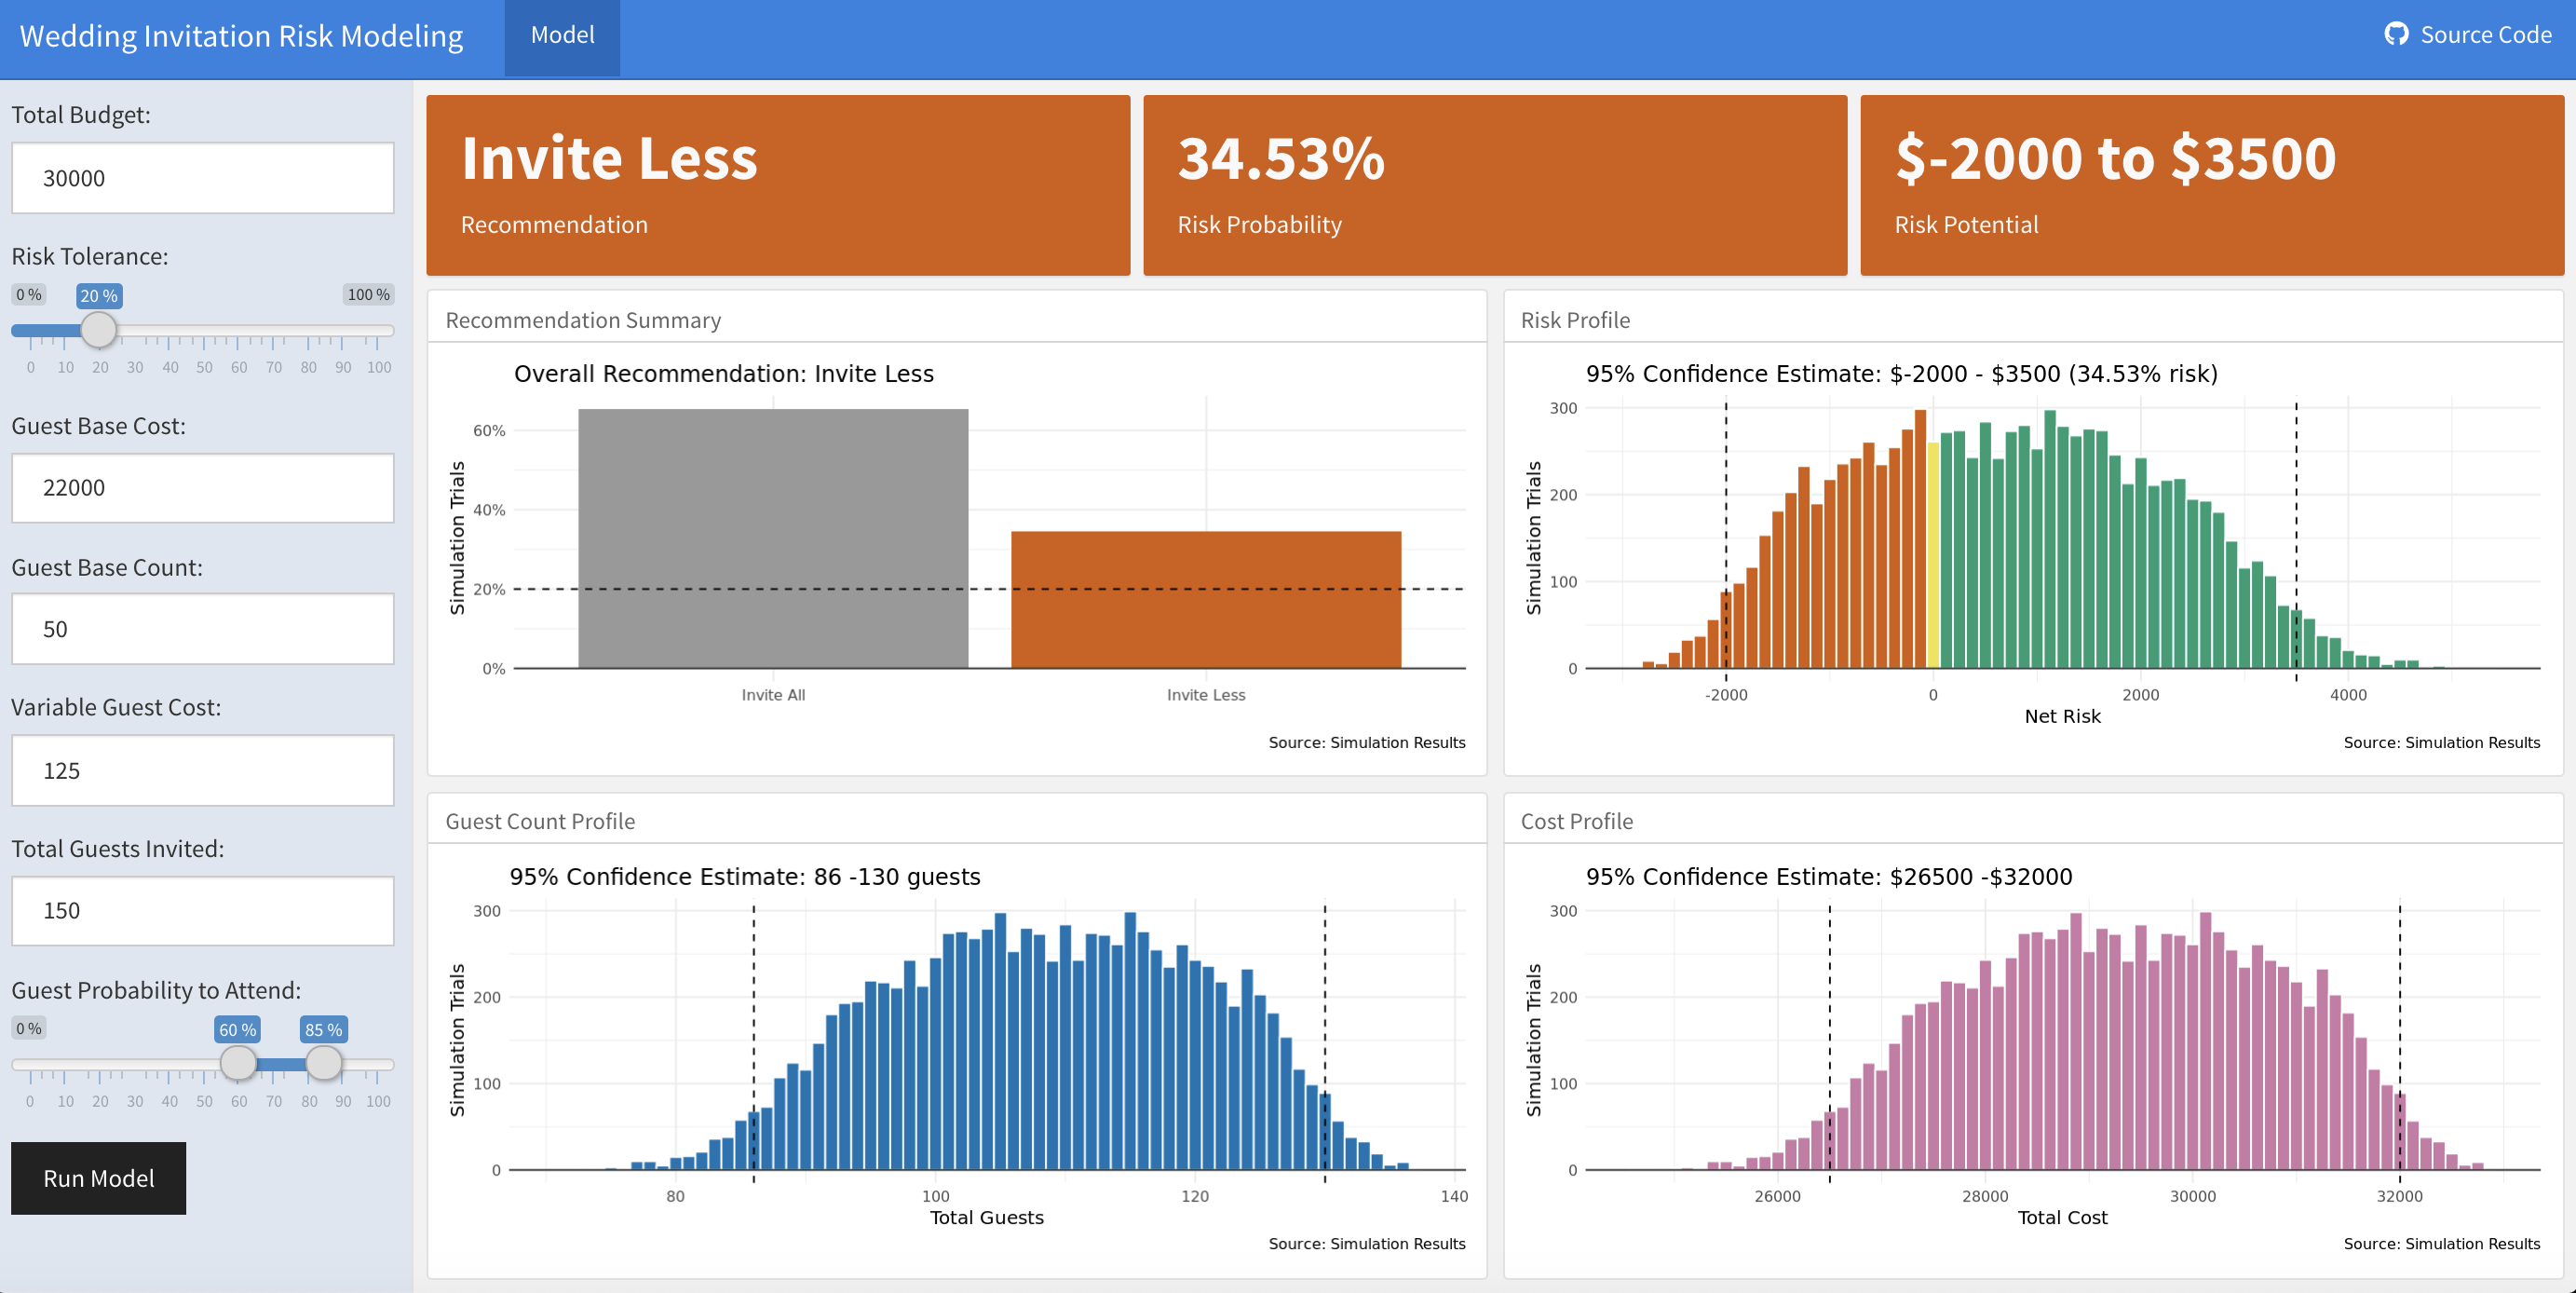 Wedding Invitation Risk Modeling
Model
Source Code
Total Budget:
30000
Risk Tolerance:
0 %
20 %
100 %
0 10 20 30 40 50 60 70 80 90 100
Guest Base Cost:
22000
Guest Base Count:
50
Variable Guest Cost:
125
Total Guests Invited:
150
Guest Probability to Attend:
0 %
60 %
85 %
0 10 20 30 40 50 60 70 80 90 100
Run Model
Invite Less
Recommendation
34.53%
Risk Probability
$-2000 to $3500
Risk Potential
Recommendation Summary
Overall Recommendation: Invite Less
Simulation Trials
60%
40%
20%
0%
Invite All Invite Less
Source: Simulation Results
Risk Profile
95% Confidence Estimate: $-2000 - $3500 (34.53% risk)
Simulation Trials
300
200
100
0
-2000 0 2000 4000
Net Risk
Source: Simulation Results
Guest Count Profile
95% Confidence Estimate: 86 -130 guests
Simulation Trials
300
200
100
0
80 100 120 140
Total Guests
Source: Simulation Results
Cost Profile
95% Confidence Estimate: $26500 -$32000
Simulation Trials
300
200
100
0
26000 28000 30000 32000
Total Cost
Source: Simulation Results